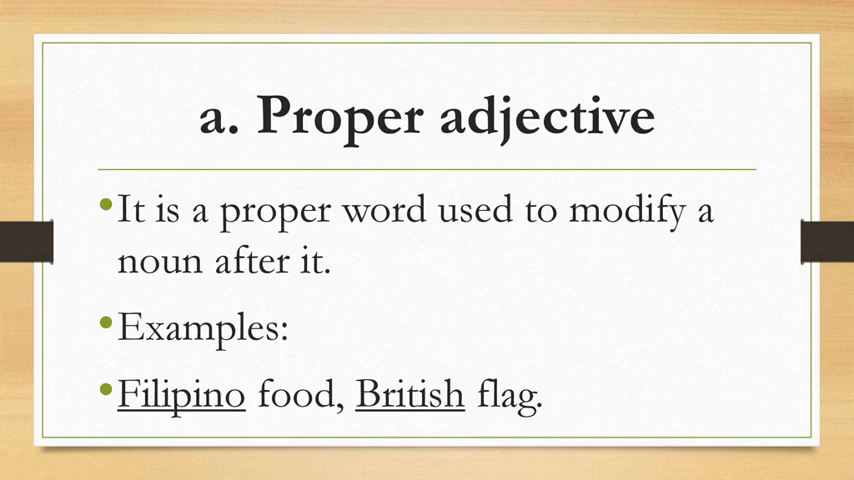 a. Proper adjective
•It is a proper word used to modify a
noun after it.
•Examples:
•Filipino food, British flag.